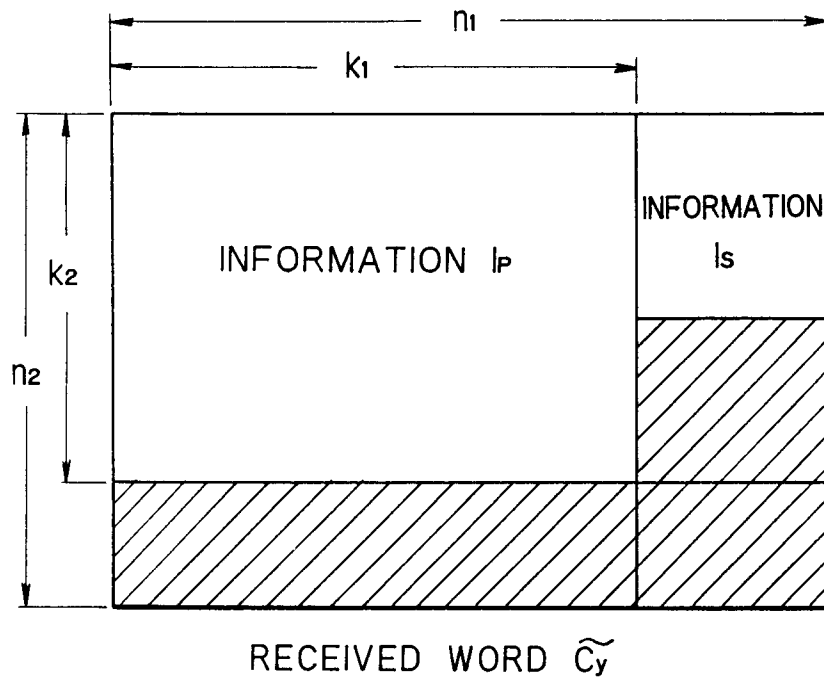 n1
k1
INFORMATION IP
INFORMATION
IS
k2
n2
RECEIVED WORD C̃y